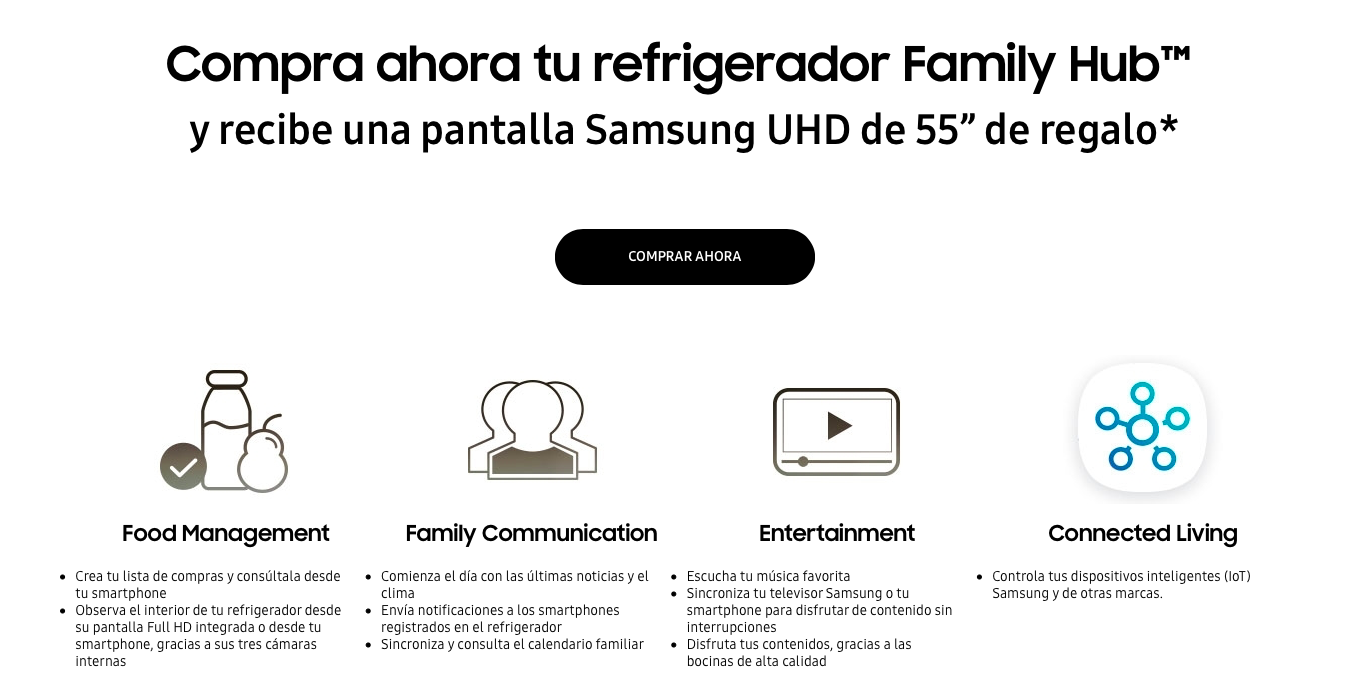 Compra ahora tu refrigerador Family Hub™
y recibe una pantalla Samsung UHD de 55” de regalo*
COMPRAR AHORA
Food Management
• Crea tu lista de compras y consúltala desde
tu smartphone
• Observa el interior de tu refrigerador desde
su pantalla Full HD integrada o desde tu
smartphone, gracias a sus tres cámaras
internas
Family Communication
• Comienza el día con las últimas noticias y el
clima
• Envía notificaciones a los smartphones
registrados en el refrigerador
• Sincroniza y consulta el calendario familiar
Entertainment
• Escucha tu música favorita
• Sincroniza tu televisor Samsung o tu
smartphone para disfrutar de contenido sin
interrupciones
• Disfruta tus contenidos, gracias a las
bocinas de alta calidad
Connected Living
• Controla tus dispositivos inteligentes (IoT)
Samsung y de otras marcas.